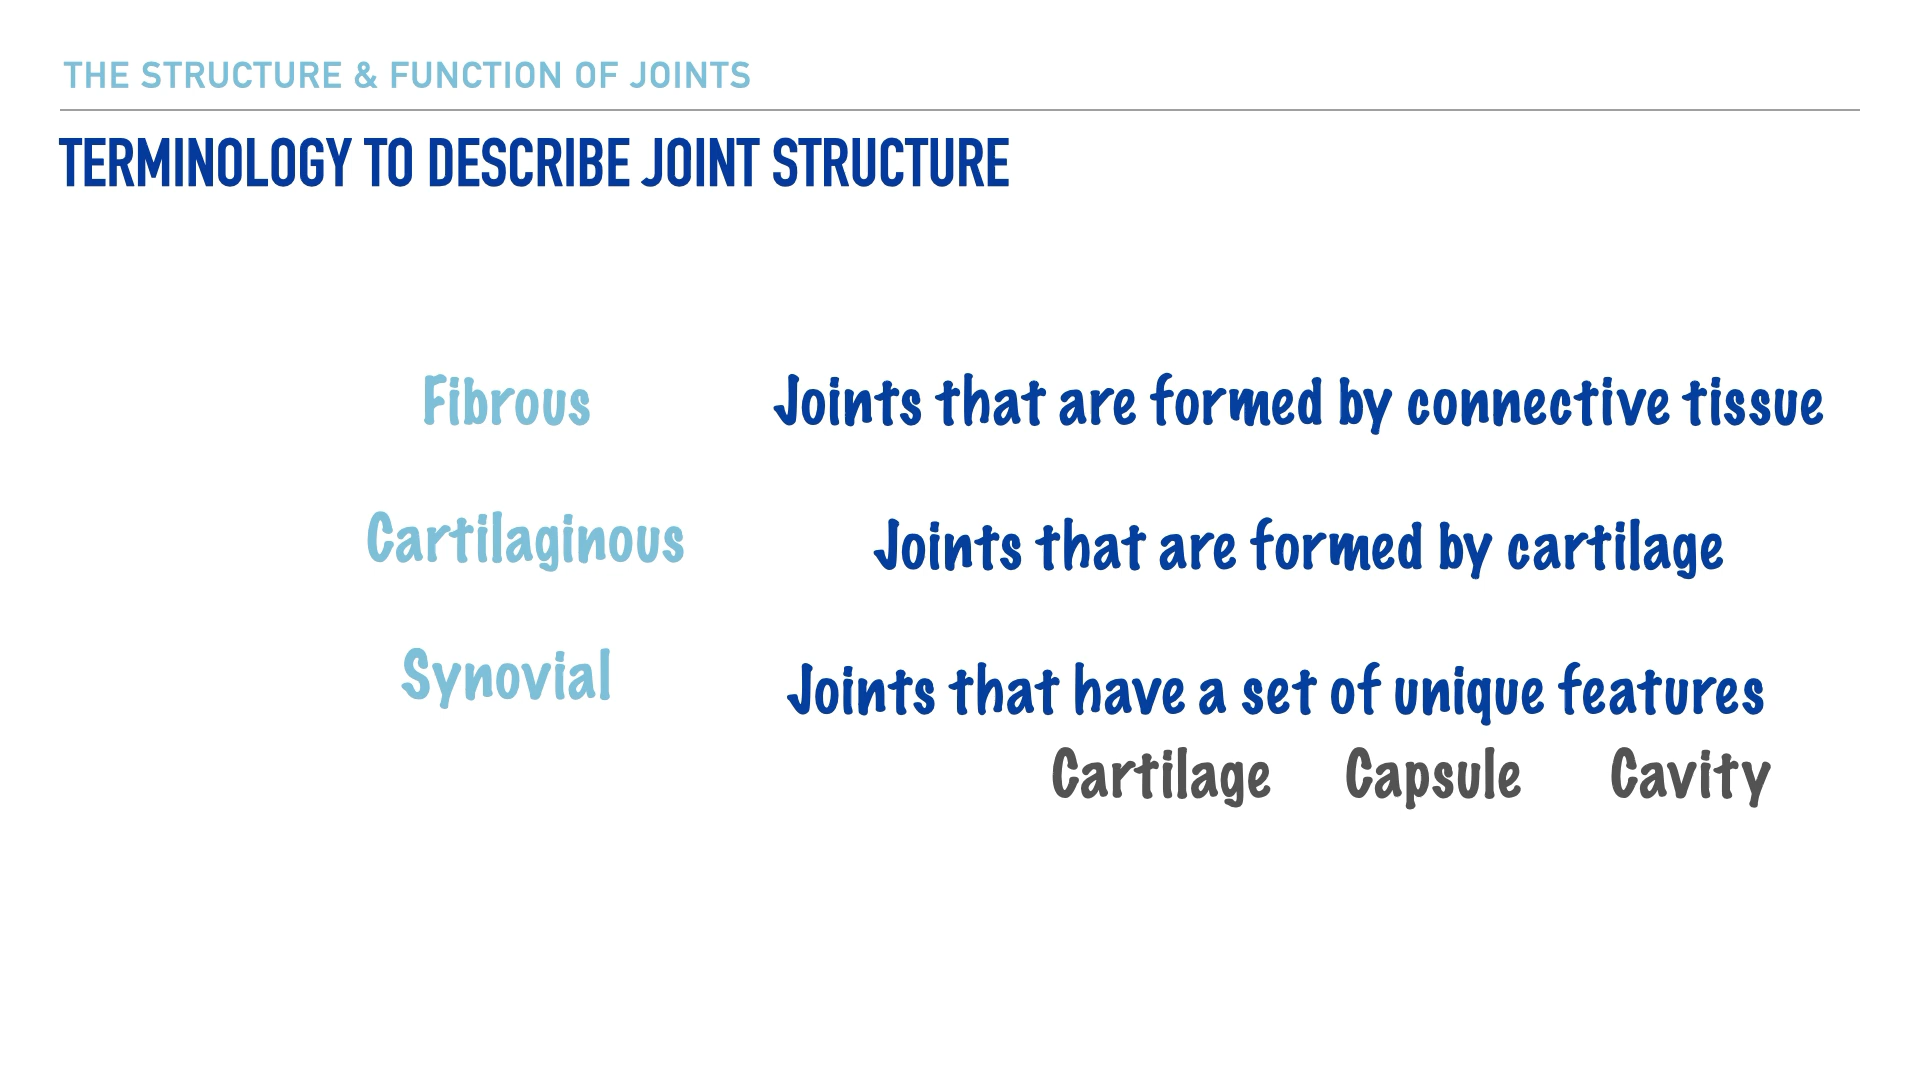 THE STRUCTURE & FUNCTION OF JOINTS
TERMINOLOGY TO DESCRIBE JOINT STRUCTURE
Fibrous Joints that are formed by connective tissue
Cartilaginous Joints that are formed by cartilage
Synovial Joints that have a set of unique features
Cartilage Capsule Cavity